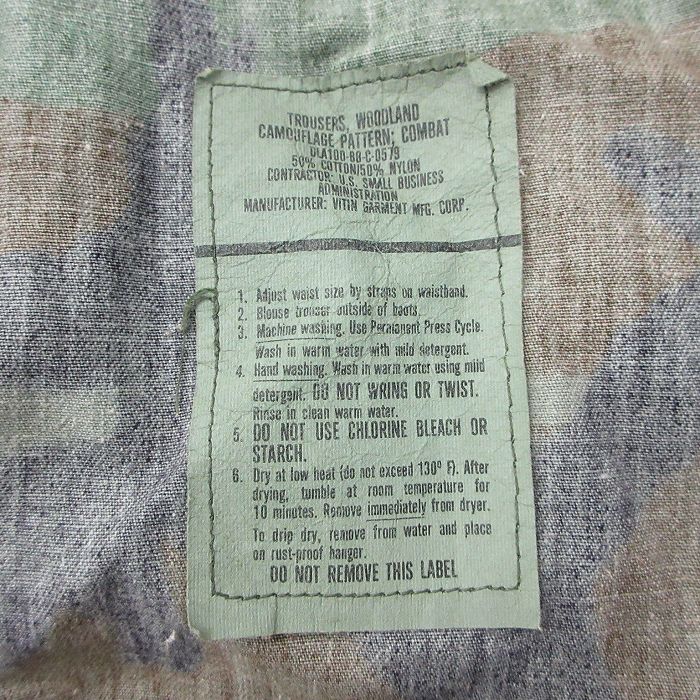 TROUSERS, WOODLAND
CAMOUFLAGE PATTERN; COMBAT
DLA100-88-C-0579
50% COTTON/50% NYLON
CONTRACTOR: U.S. SMALL BUSINESS
ADMINISTRATION
MANUFACTURER: VITIN GARMENT MFG. CORP.
1. Adjust waist size by straps on waistband.
2. Blouse trouser outside of boots.
3. Machine washing. Use Permanent Press Cycle.
Wash in warm water with mild detergent.
4. Hand washing. Wash in warm water using mild
detergent. DO NOT WRING OR TWIST.
Rinse in clean warm water.
5. DO NOT USE CHLORINE BLEACH OR
STARCH.
6. Dry at low heat (do not exceed 130° F). After
drying, tumble at room temperature for
10 minutes. Remove immediately from dryer.
To drip dry, remove from water and place
on rust-proof hanger.
DO NOT REMOVE THIS LABEL